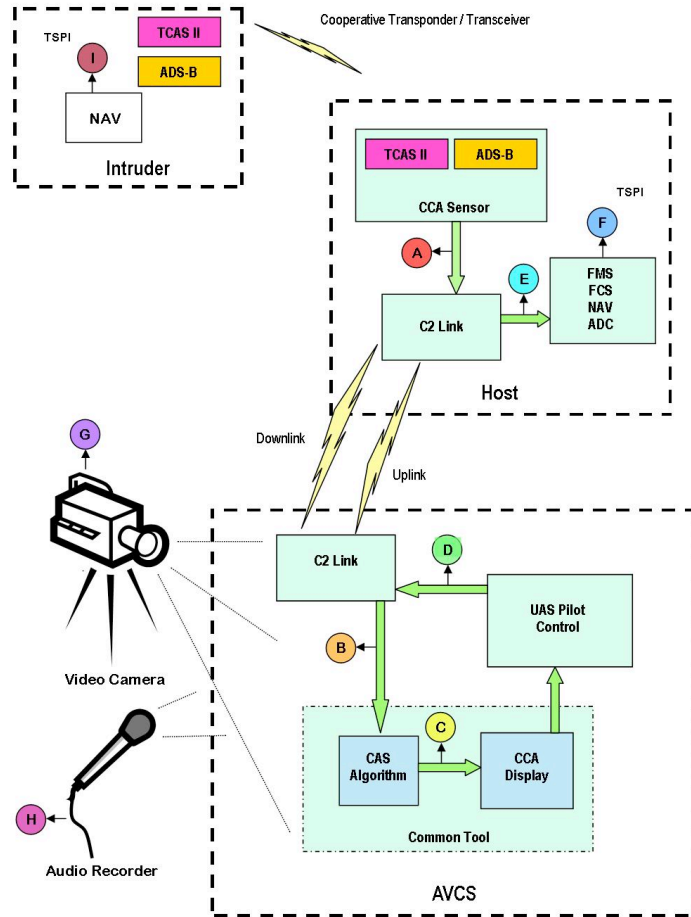 Cooperative Transponder / Transceiver
TCAS II
TSPI
I
ADS-B
NAV
Intruder
TCAS II
ADS-B
CCA Sensor
TSPI
A
F
E
FMS
FCS
NAV
ADC
C2 Link
Host
Downlink
Uplink
G
Video Camera
C2 Link
D
UAS Pilot
Control
B
C
CAS
Algorithm
CCA
Display
Common Tool
H
Audio Recorder
AVCS